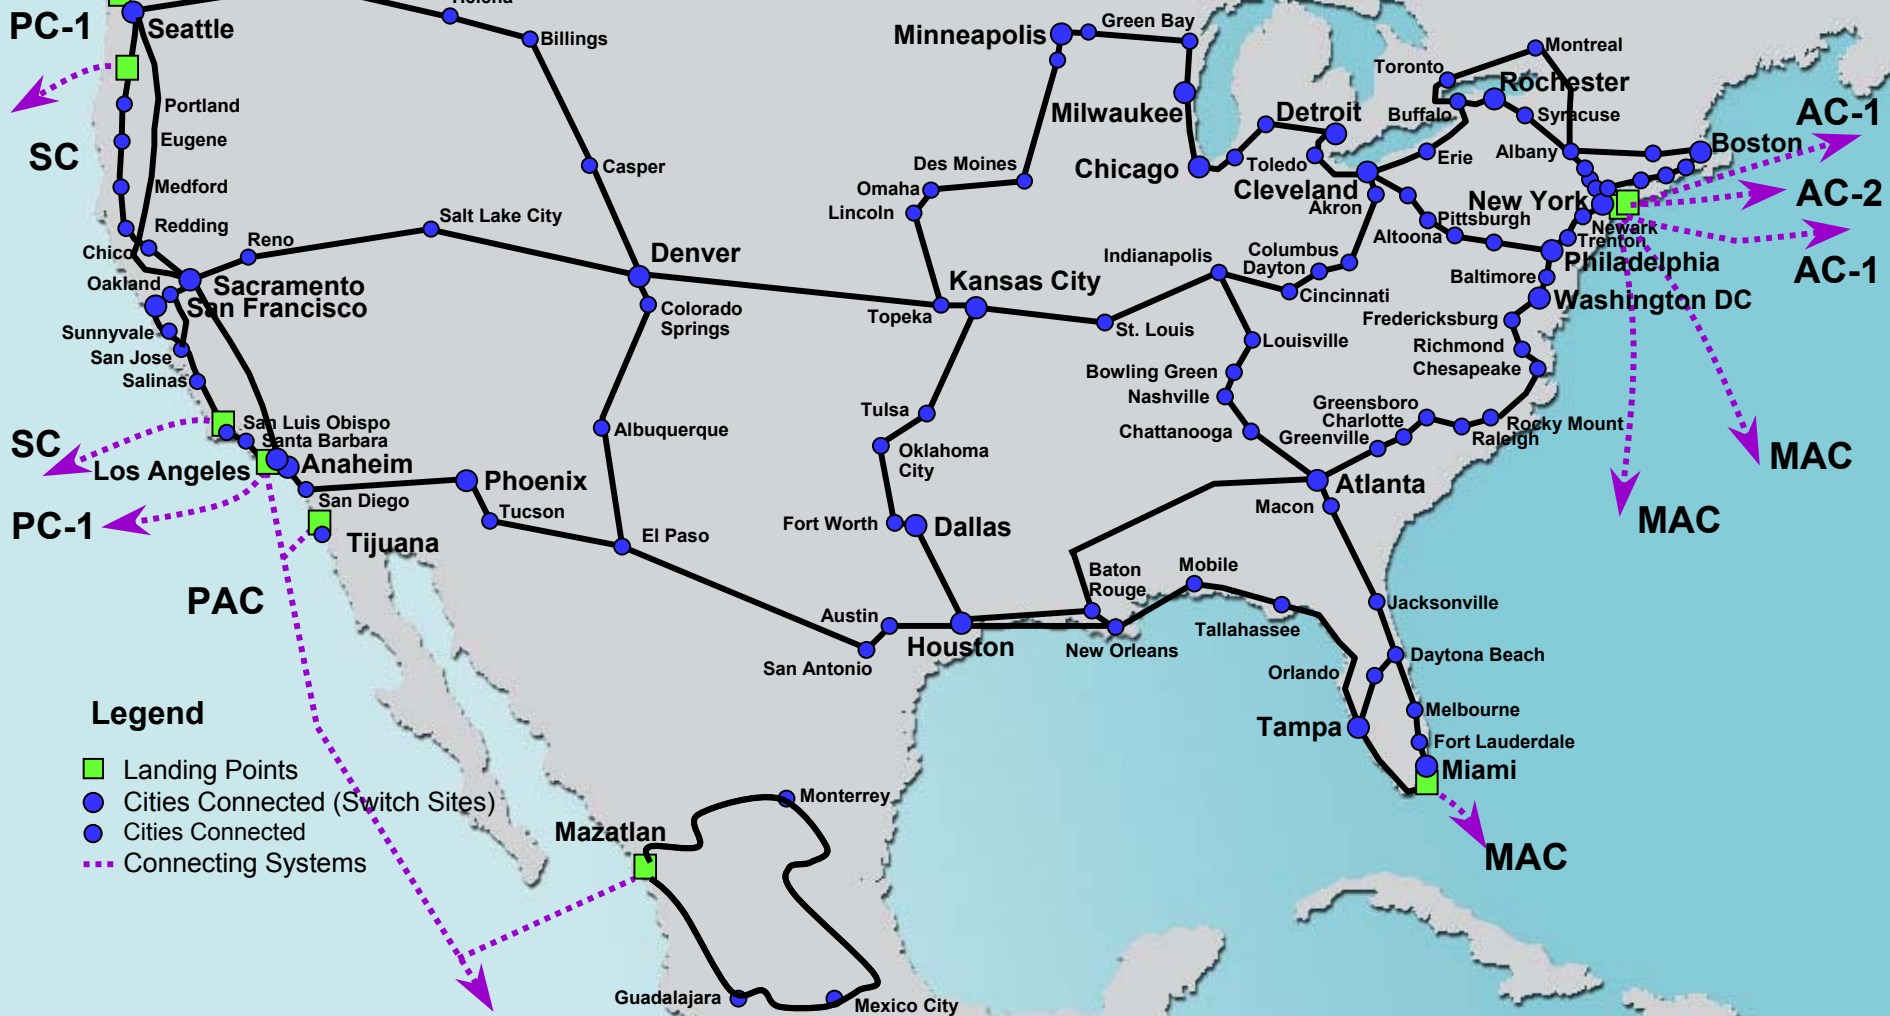 Helena
PC-1
Seattle
Billings
Minneapolis
Green Bay
Montreal
Toronto
Rochester
Portland
Milwaukee
Detroit
Buffalo
Syracuse
AC-1
SC
Eugene
Casper
Des Moines
Chicago
Toledo
Erie
Albany
Boston
Medford
Omaha
Cleveland
AC-2
Lincoln
Akron
New York
Redding
Salt Lake City
Pittsburgh
Newark
Chico
Reno
Altoona
Trenton
Denver
Indianapolis
Columbus
Dayton
Philadelphia
AC-1
Oakland
Sacramento
Kansas City
Cincinnati
Baltimore
San Francisco
Colorado
Springs
Topeka
St. Louis
Washington DC
Sunnyvale
Fredericksburg
San Jose
Louisville
Richmond
Salinas
Bowling Green
Chesapeake
Nashville
San Luis Obispo
Tulsa
Greensboro
Charlotte
Rocky Mount
SC
Santa Barbara
Albuquerque
Chattanooga
Greenville
Raleigh
Los Angeles
Anaheim
Oklahoma
City
MAC
Phoenix
Atlanta
San Diego
Tucson
Macon
PC-1
Fort Worth
Dallas
MAC
Tijuana
El Paso
PAC
Baton
Rouge
Mobile
Austin
Jacksonville
Houston
New Orleans
Tallahassee
San Antonio
Daytona Beach
Orlando
Legend
Melbourne
Tampa
Fort Lauderdale
Landing Points
Miami
Cities Connected (Switch Sites)
Monterrey
Cities Connected
Mazatlan
Connecting Systems
MAC
Guadalajara
Mexico City